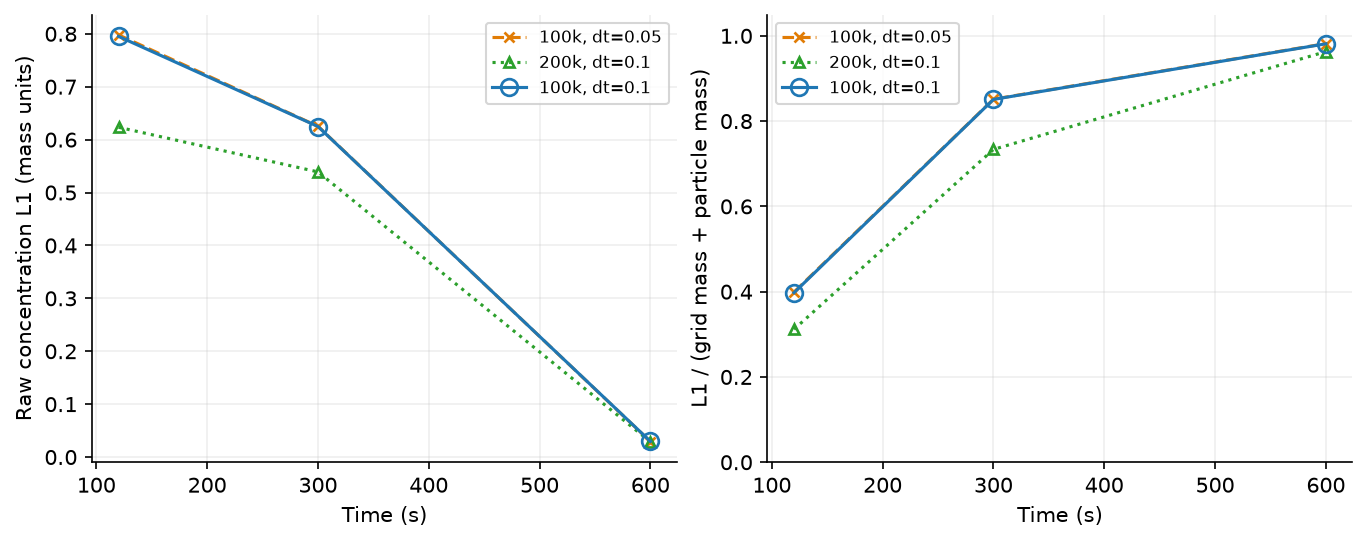 Raw concentration L1 (mass units)
0.8
0.7
0.6
0.5
0.4
0.3
0.2
0.1
0.0
100 200 300 400 500 600
Time (s)
100k, dt=0.05
200k, dt=0.1
100k, dt=0.1
L1 / (grid mass + particle mass)
1.0
0.8
0.6
0.4
0.2
0.0
100 200 300 400 500 600
Time (s)
100k, dt=0.05
200k, dt=0.1
100k, dt=0.1